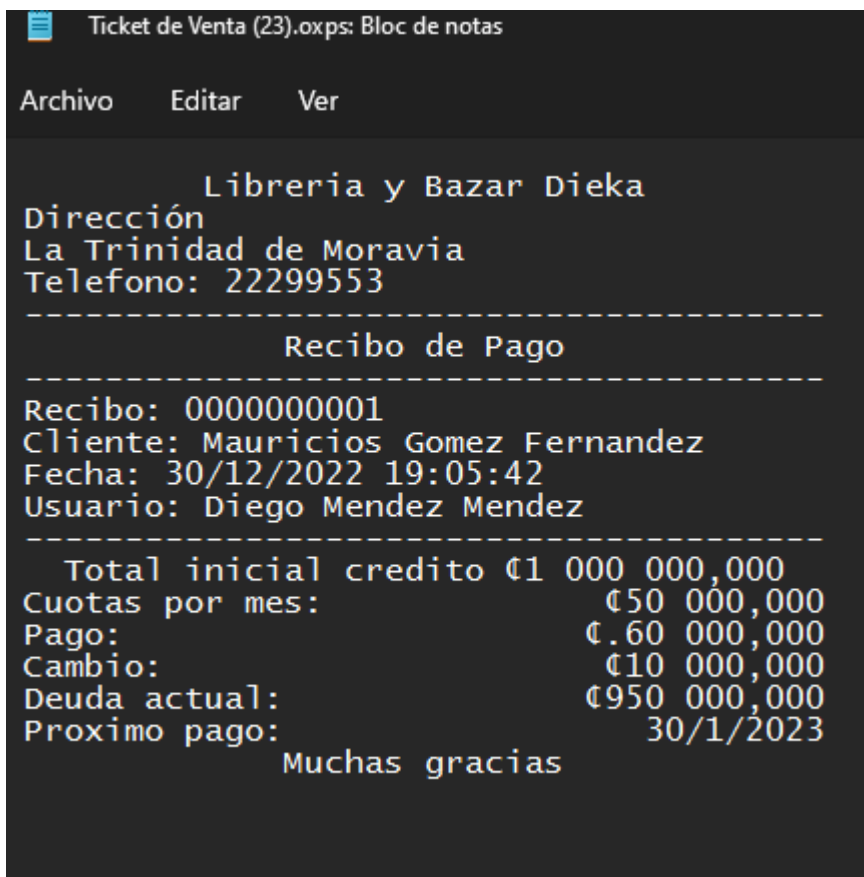 Ticket de Venta (23).oxps: Bloc de notas
Archivo Editar Ver
Libreria y Bazar Dieka
Dirección
La Trinidad de Moravia
Telefono: 22299553
----------------------------------------
Recibo de Pago
----------------------------------------
Recibo: 0000000001
Cliente: Mauricios Gomez Fernandez
Fecha: 30/12/2022 19:05:42
Usuario: Diego Mendez Mendez
----------------------------------------
Total inicial credito ₡1 000 000,000
Cuotas por mes: ₡50 000,000
Pago: ₡.60 000,000
Cambio: ₡10 000,000
Deuda actual: ₡950 000,000
Proximo pago: 30/1/2023
Muchas gracias